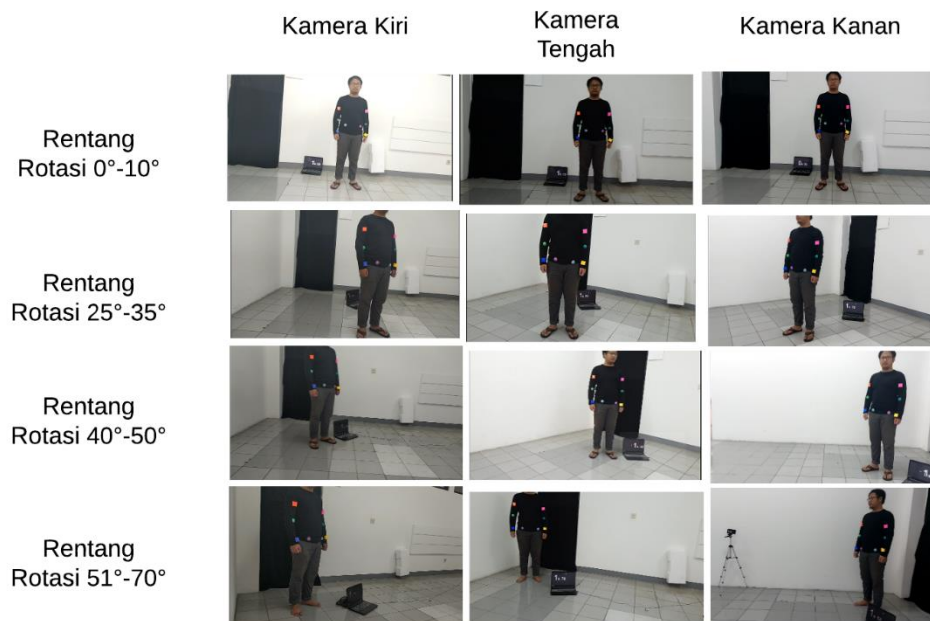 Kamera Kiri
Kamera
Tengah
Kamera Kanan
Rentang
Rotasi 0°-10°
Rentang
Rotasi 25°-35°
Rentang
Rotasi 40°-50°
Rentang
Rotasi 51°-70°